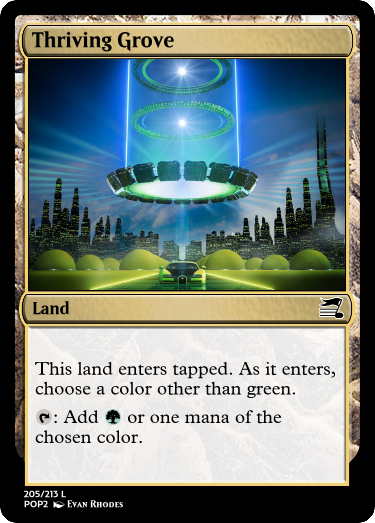 Thriving Grove
Land
This land enters tapped. As it enters,
choose a color other than green.
: Add or one mana of the
chosen color.
205/213 L
POP2 Evan Rhodes